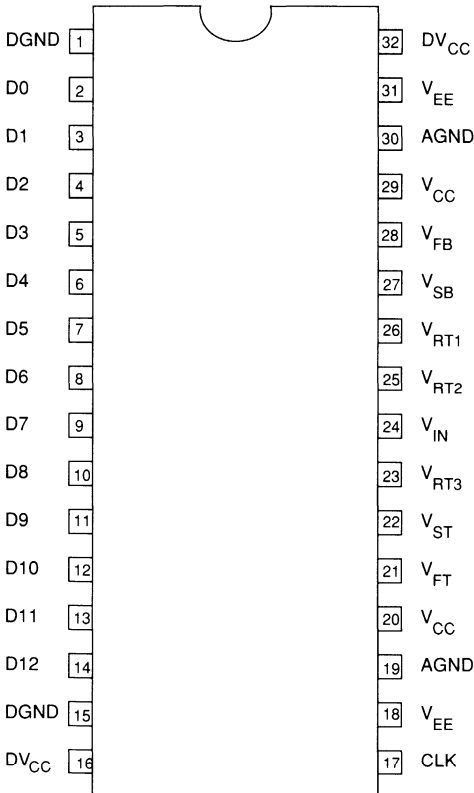 DGND 1 32 DVCC
D0 2 31 VEE
D1 3 30 AGND
D2 4 29 VCC
D3 5 28 VFB
D4 6 27 VSB
D5 7 26 VRT1
D6 8 25 VRT2
D7 9 24 VIN
D8 10 23 VRT3
D9 11 22 VST
D10 12 21 VFT
D11 13 20 VCC
D12 14 19 AGND
DGND 15 18 VEE
DVCC 16 17 CLK